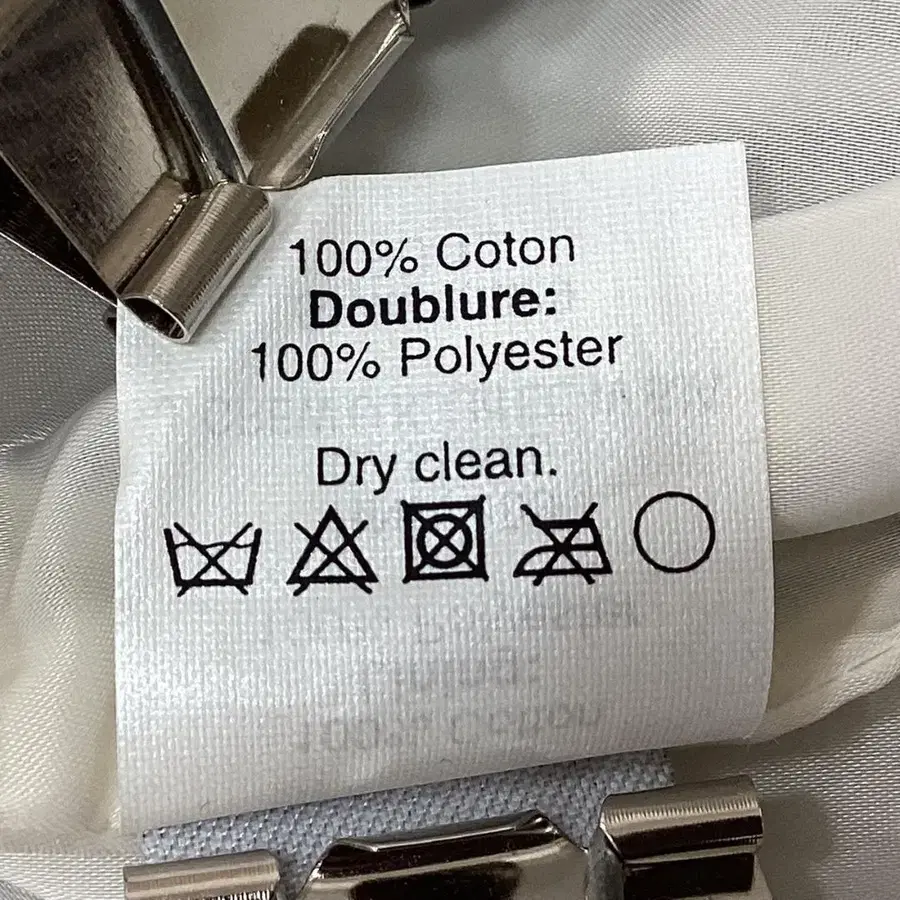 100% Coton
Doublure:
100% Polyester
Dry clean.